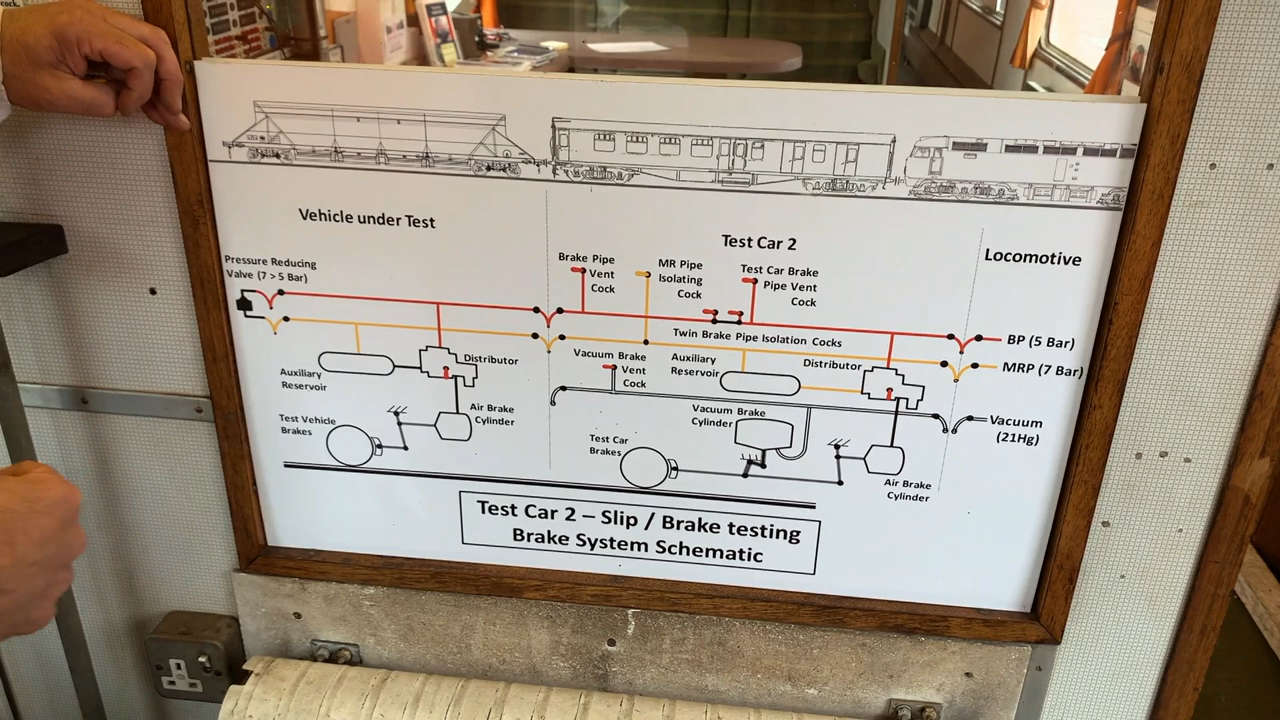 cock.
Vehicle under Test
Test Car 2
Locomotive
Pressure Reducing
Valve (7 > 5 Bar)
Brake Pipe
Vent
Cock
MR Pipe
Isolating
Cock
Test Car Brake
Pipe Vent
Cock
Twin Brake Pipe Isolation Cocks
BP (5 Bar)
MRP (7 Bar)
Vacuum
(21Hg)
Distributor
Auxiliary
Reservoir
Air Brake
Cylinder
Test Vehicle
Brakes
Vacuum Brake
Vent
Cock
Auxiliary
Reservoir
Distributor
Vacuum Brake
Cylinder
Test Car
Brakes
Air Brake
Cylinder
Test Car 2 – Slip / Brake testing
Brake System Schematic